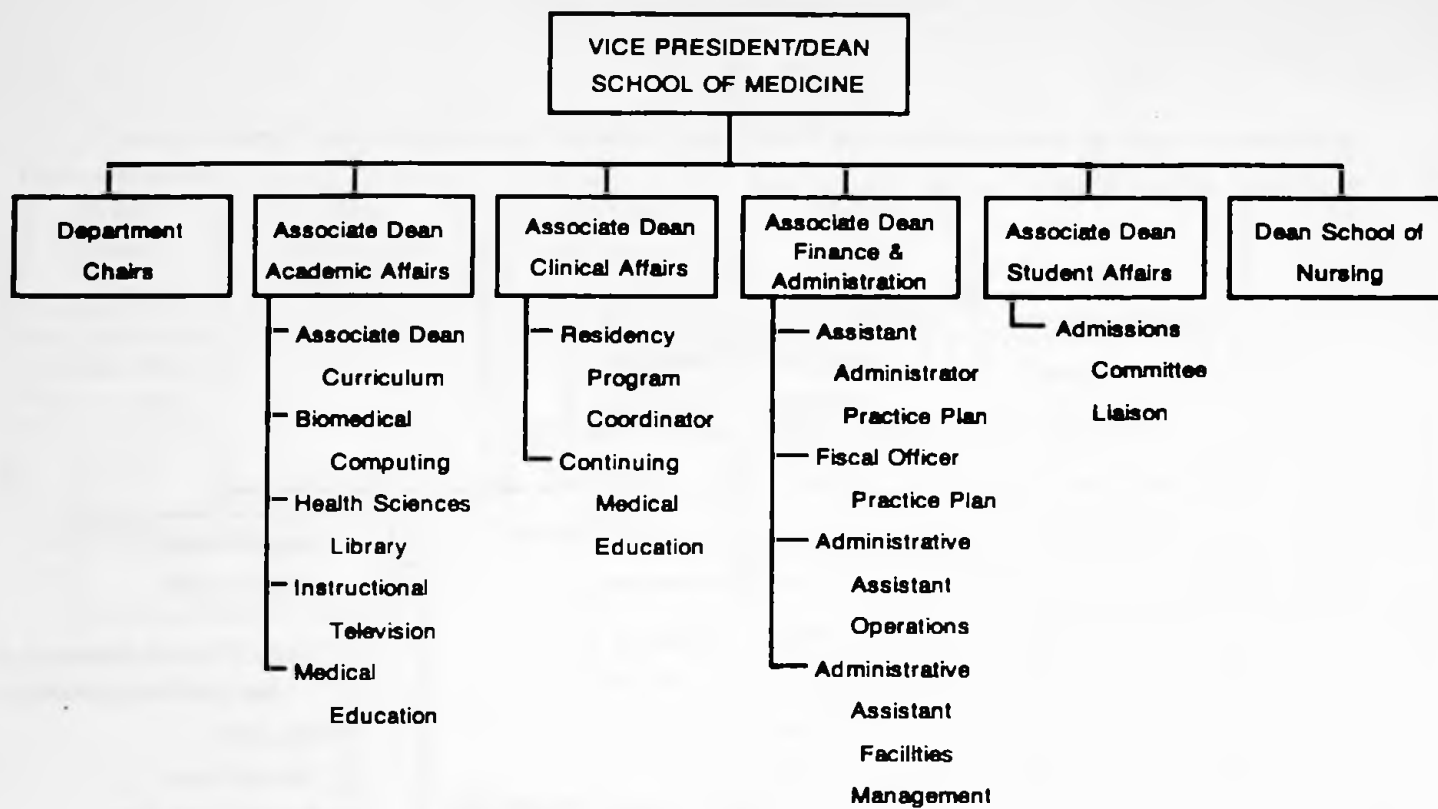 VICE PRESIDENT/DEAN
SCHOOL OF MEDICINE
Department
Chairs
Associate Dean
Academic Affairs
Associate Dean
Curriculum
Biomedical
Computing
Health Sciences
Library
Instructional
Television
Medical
Education
Associate Dean
Clinical Affairs
Residency
Program
Coordinator
Continuing
Medical
Education
Associate Dean
Finance &
Administration
Assistant
Administrator
Practice Plan
Fiscal Officer
Practice Plan
Administrative
Assistant
Operations
Administrative
Assistant
Facilities
Management
Associate Dean
Student Affairs
Admissions
Committee
Liaison
Dean School of
Nursing